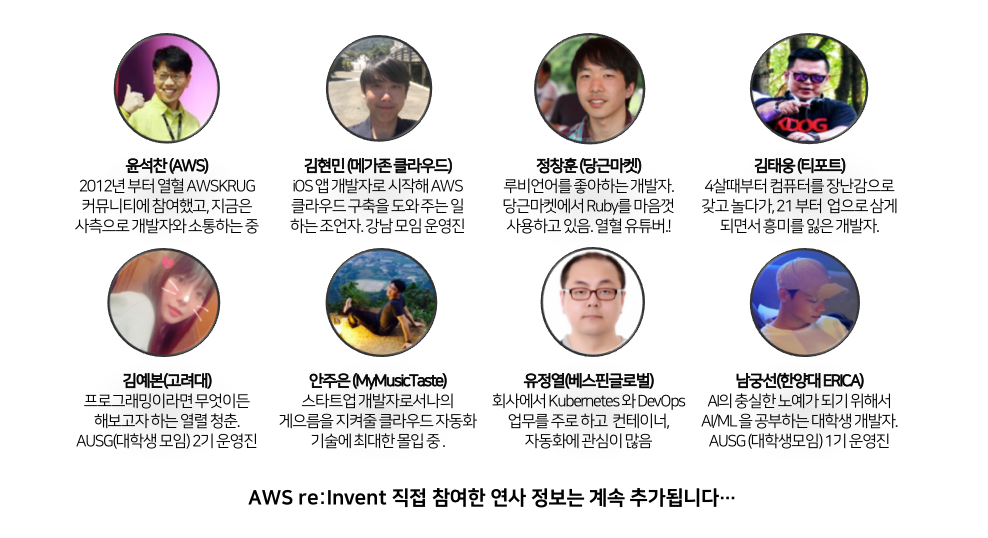 윤석찬 (AWS)
2012년 부터 열혈 AWSKRUG
커뮤니티에 참여했고, 지금은
사측으로 개발자와 소통하는 중
김현민 (메가존 클라우드)
iOS 앱 개발자로 시작해 AWS
클라우드 구축을 도와 주는 일
하는 조언자. 강남 모임 운영진
정창훈 (당근마켓)
루비언어를 좋아하는 개발자.
당근마켓에서 Ruby를 마음껏
사용하고 있음. 열혈 유튜버.!
김태웅 (티포트)
4살때부터 컴퓨터를 장난감으로
갖고 놀다가, 21 부터 업으로 삼게
되면서 흥미를 잃은 개발자.
김예본(고려대)
프로그래밍이라면 무엇이든
해보고자 하는 열렬 청춘.
AUSG(대학생 모임) 2기 운영진
안주은 (MyMusicTaste)
스타트업 개발자로서나의
게으름을 지켜줄 클라우드 자동화
기술에 최대한 몰입 중 .
유정열(베스핀글로벌)
회사에서 Kubernetes 와 DevOps
업무를 주로 하고 컨테이너,
자동화에 관심이 많음
남궁선(한양대 ERICA)
AI의 충실한 노예가 되기 위해서
AI/ML 을 공부하는 대학생 개발자.
AUSG (대학생모임) 1기 운영진
AWS re:Invent 직접 참여한 연사 정보는 계속 추가됩니다…